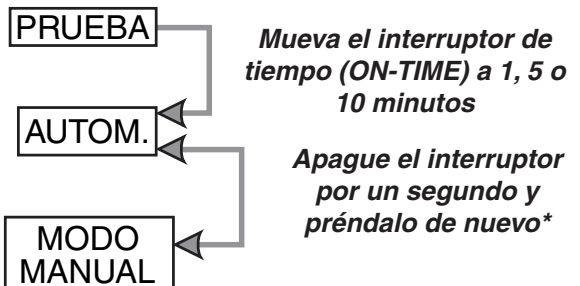 PRUEBA
Mueva el interruptor de
tiempo (ON-TIME) a 1, 5 o
10 minutos
AUTOM.
Apague el interruptor
por un segundo y
préndalo de nuevo*
MODO
MANUAL